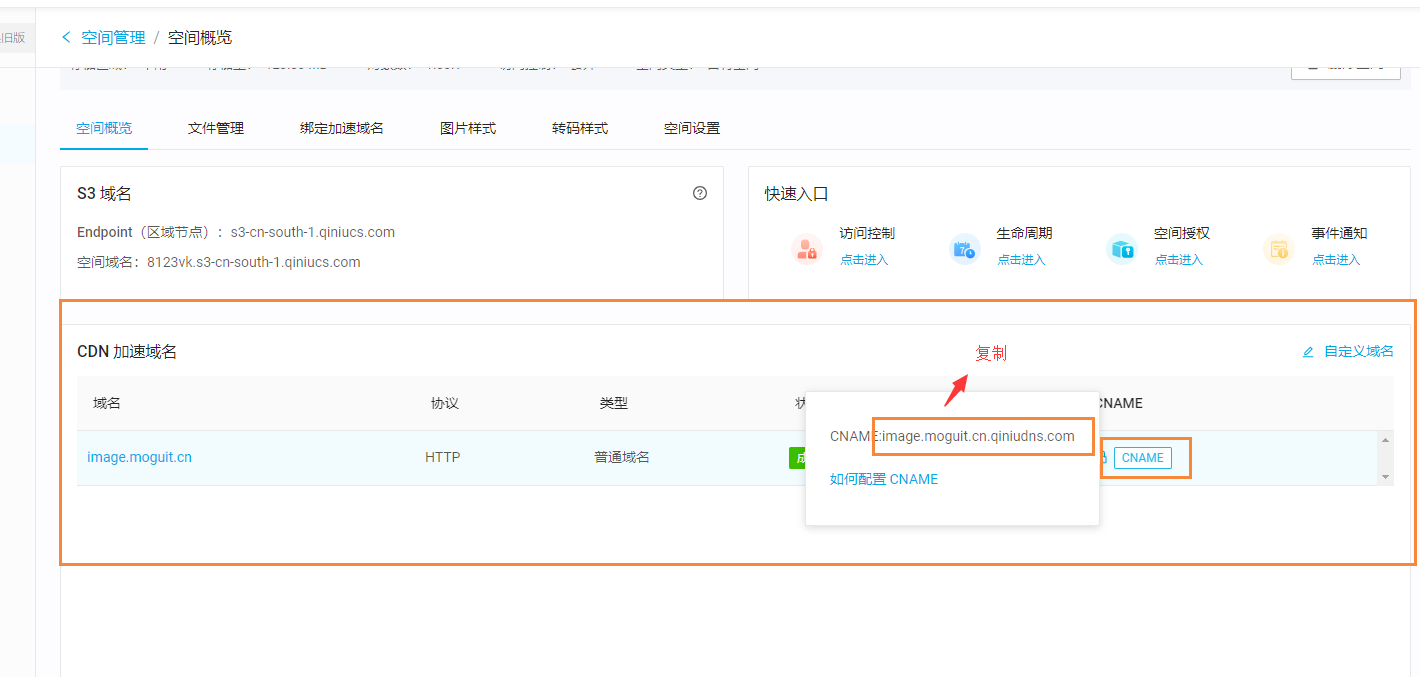 旧版
空间管理 / 空间概览
空间概览 文件管理 绑定加速域名 图片样式 转码样式 空间设置
S3 域名
Endpoint（区域节点）： s3-cn-south-1.qiniucs.com
空间域名： 8123vk.s3-cn-south-1.qiniucs.com
快速入口
访问控制 生命周期 空间授权 事件通知
点击进入 点击进入 点击进入 点击进入
CDN 加速域名
复制
自定义域名
域名 协议 类型 CNAME
CNAME:image.moguit.cn.qiniudns.com
image.moguit.cn HTTP 普通域名 CNAME
如何配置 CNAME